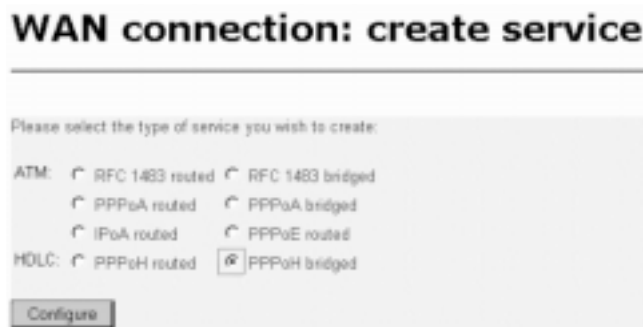 WAN connection: create service
Please select the type of service you wish to create:
ATM: RFC 1483 routed RFC 1483 bridged
PPPoA routed PPPoA bridged
IPoA routed PPPoE routed
HDLC: PPPoH routed PPPoH bridged
Configure